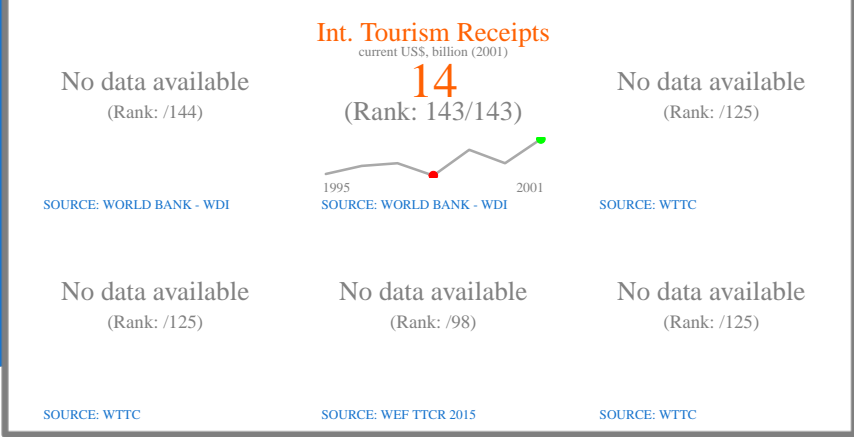 Int. Tourism Receipts
current US$, billion (2001)
No data available
14
No data available
(Rank: /144)
(Rank: 143/143)
(Rank: /125)
1995
2001
SOURCE: WORLD BANK - WDI
SOURCE: WORLD BANK - WDI
SOURCE: WTTC
No data available
No data available
No data available
(Rank: /125)
(Rank: /98)
(Rank: /125)
SOURCE: WTTC
SOURCE: WEF TTCR 2015
SOURCE: WTTC